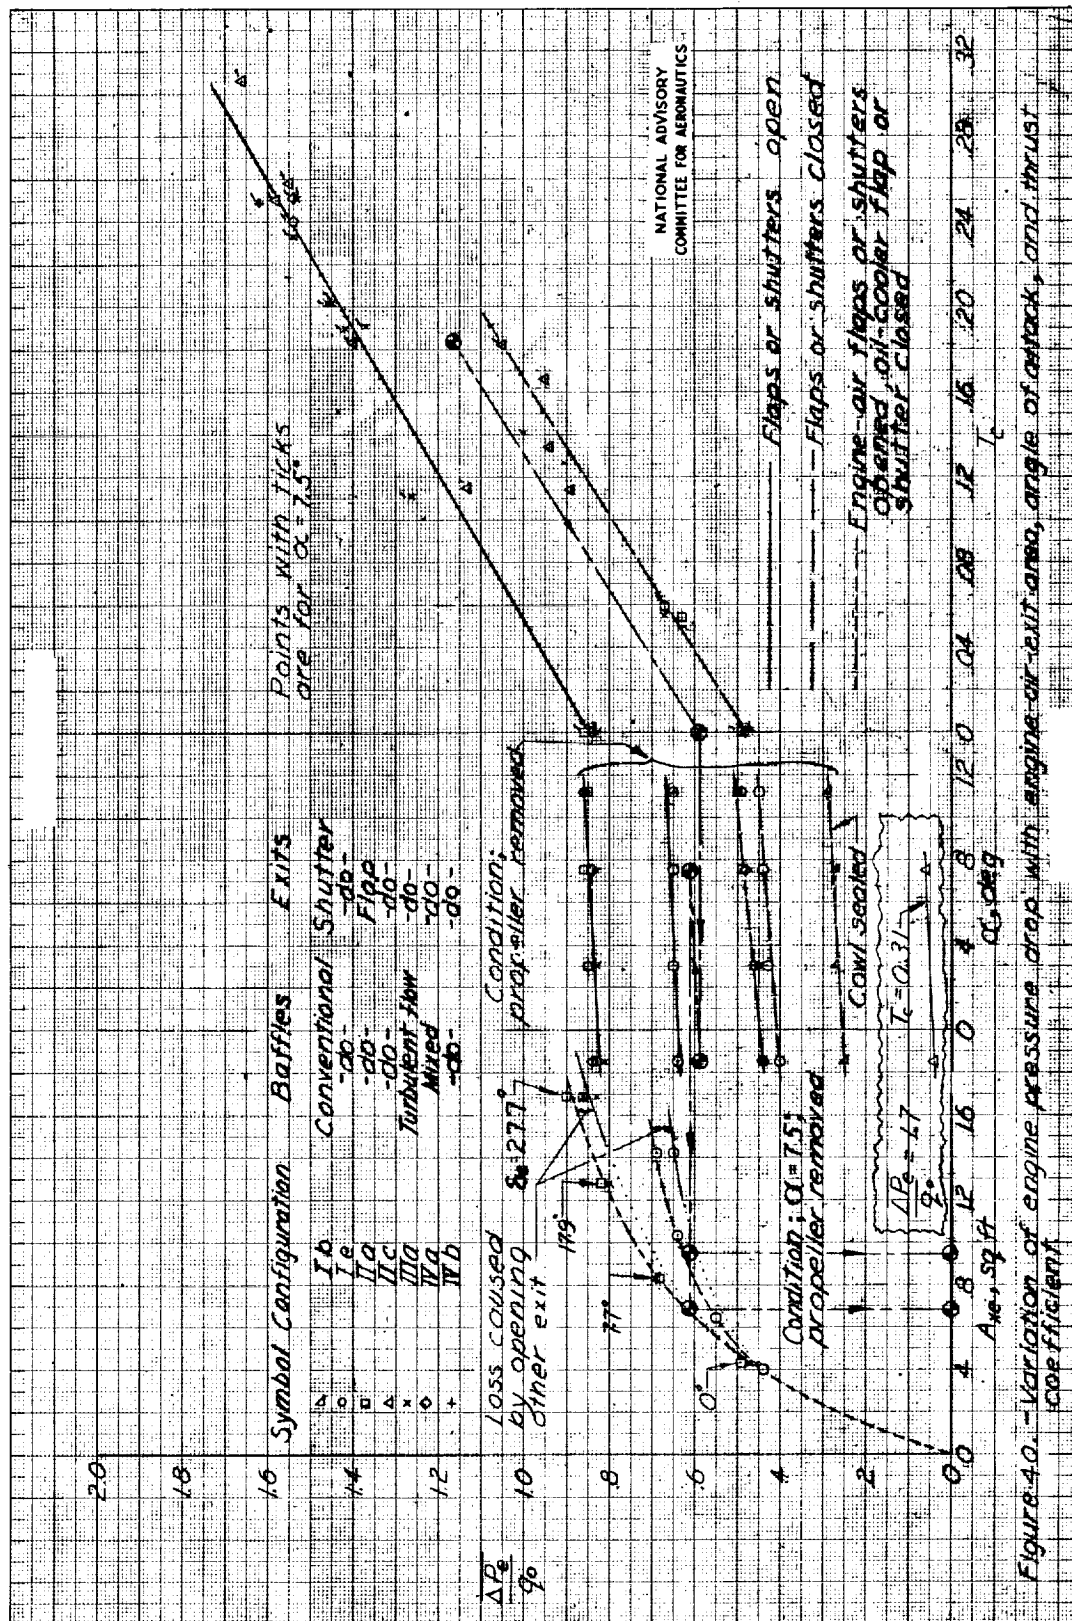 Symbol Configuration Baffles Exits
Ib Conventional Shutter
Ie -do- -do-
IIa -do- Flap
IIc -do- -do-
IIIa Turbulent flow -do-
IVa Mixed -do-
IVb -do- -do-
Points with ticks
are for α=7.5°
Loss caused
by opening
other exit
δe=27.7°
17.9°
7.7°
0°
Condition;
propeller removed
Condition; α=7.5°;
propeller removed
Cowl sealed
ΔPe/q₀ = 1.7
Tc=0.31
NATIONAL ADVISORY
COMMITTEE FOR AERONAUTICS
Flaps or shutters open
Flaps or shutters closed
Engine-air flaps or shutters
opened, oil-cooler flap or
shutter closed
ΔPe/q₀
2.0
1.8
1.6
1.4
1.2
1.0
.8
.6
.4
.2
0
0 .4 .8 1.2 1.6 0 4 8 12 0 .04 .08 .12 .16 .20 .24 .28 .32
Axe, sq ft α, deg Tc
Figure 40.- Variation of engine pressure drop with engine-air-exit area, angle of attack, and thrust
coefficient